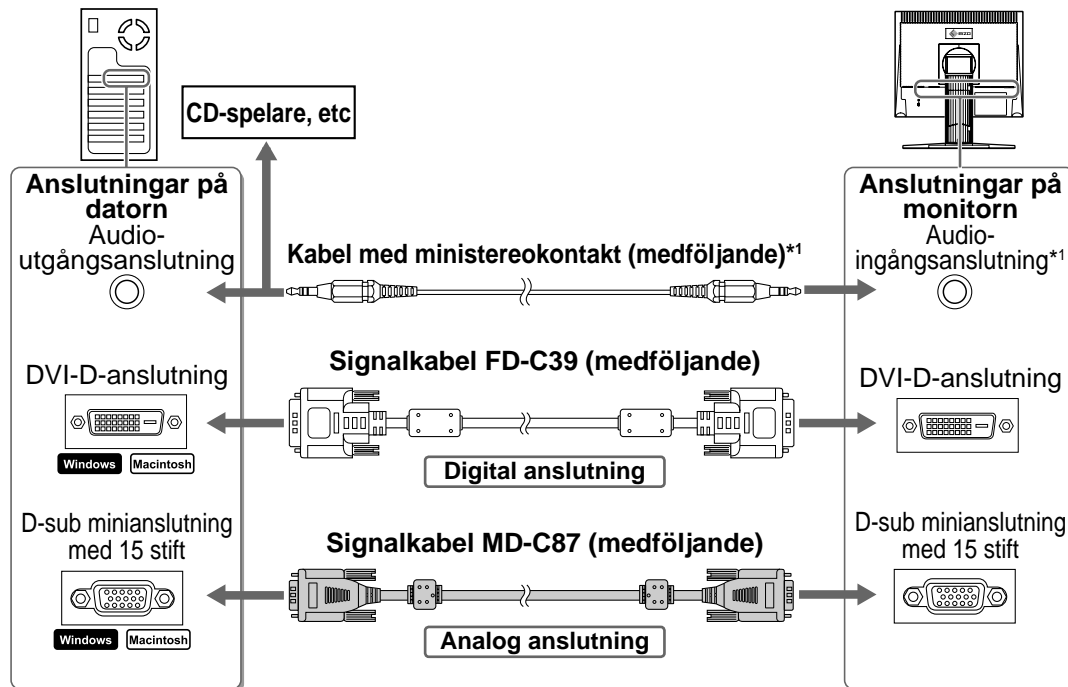 EIZO
CD-spelare, etc
Anslutningar på
datorn
Audio-
utgångsanslutning
Kabel med ministereokontakt (medföljande)*1
Anslutningar på
monitorn
Audio-
ingångsanslutning*1
DVI-D-anslutning
Windows Macintosh
Signalkabel FD-C39 (medföljande)
Digital anslutning
DVI-D-anslutning
D-sub minianslutning
med 15 stift
Windows Macintosh
Signalkabel MD-C87 (medföljande)
Analog anslutning
D-sub minianslutning
med 15 stift